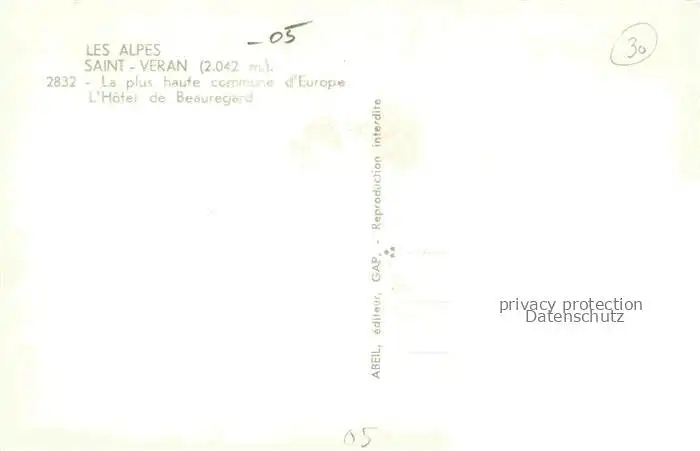 -05
30
LES ALPES
SAINT-VERAN (2.042 m.).
2832 - La plus haute commune d'Europe
L'Hôtel de Beauregard
ABEIL, éditeur, GAP. - Reproduction interdite
privacy protection
Datenschutz
05